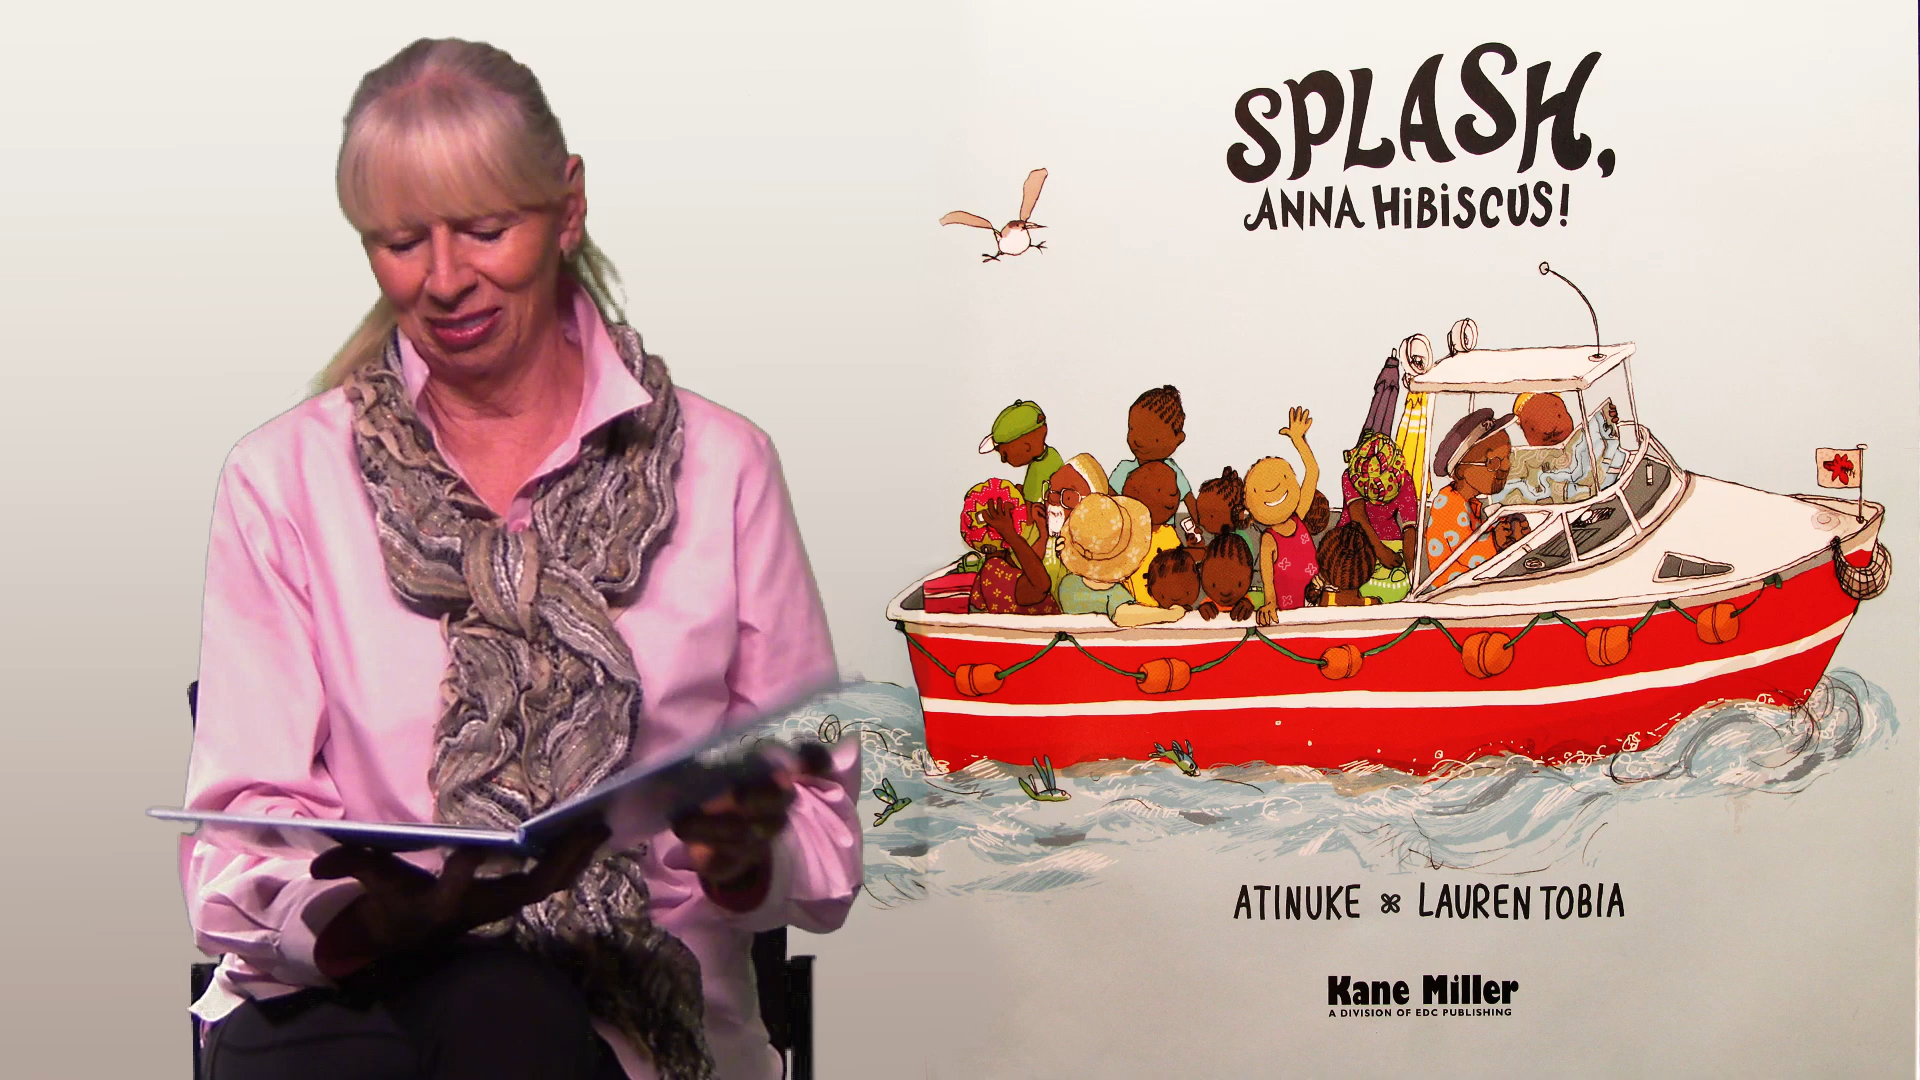 SPLASH,
ANNA HiBiSCUS!
ATINUKE × LAUREN TOBIA
Kane Miller
A DIVISION OF EDC PUBLISHING